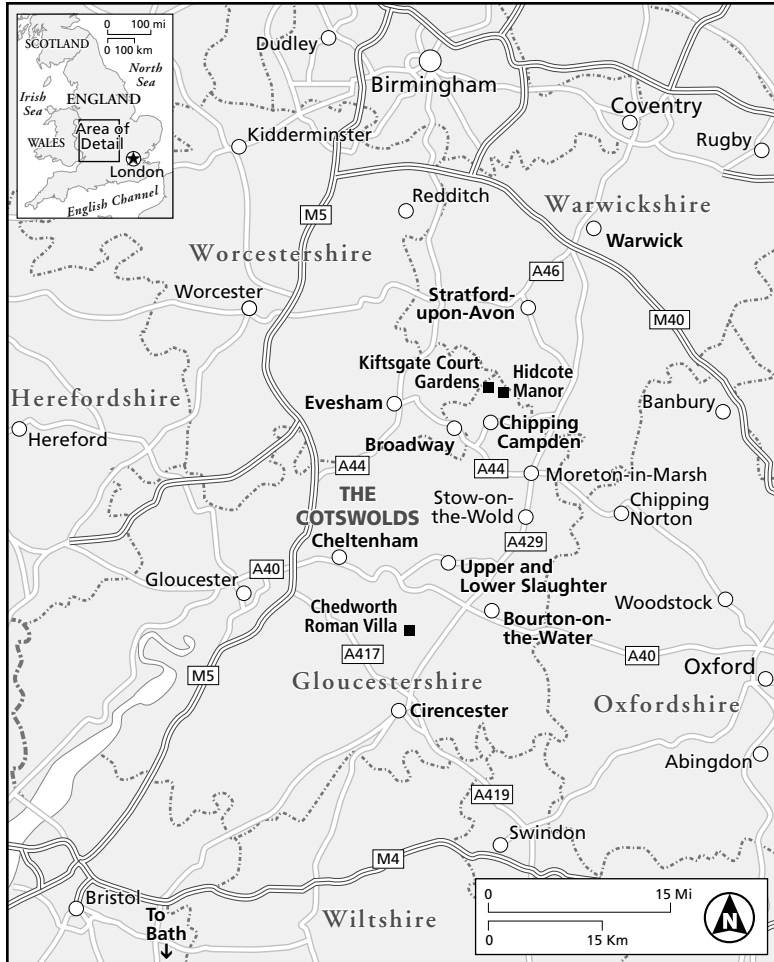 0 100 mi
0 100 km
SCOTLAND
North
Sea
Irish
Sea
ENGLAND
WALES
Area of
Detail
London
English Channel
Dudley
Birmingham
Coventry
Kidderminster
Rugby
Redditch
M5
Warwickshire
Warwick
Worcestershire
A46
Worcester
Stratford-
upon-Avon
M40
Kiftsgate Court
Gardens
Hidcote
Manor
Herefordshire
Evesham
Banbury
Hereford
Broadway
Chipping
Campden
A44
A44
Moreton-in-Marsh
THE
COTSWOLDS
Stow-on-
the-Wold
Chipping
Norton
Cheltenham
A429
A40
Upper and
Lower Slaughter
Gloucester
Chedworth
Roman Villa
Bourton-on-
the-Water
Woodstock
A417
A40
M5
Oxford
Gloucestershire
Oxfordshire
Cirencester
Abingdon
A419
Swindon
M4
Bristol
To
Bath
Wiltshire
0 15 Mi
0 15 Km
N